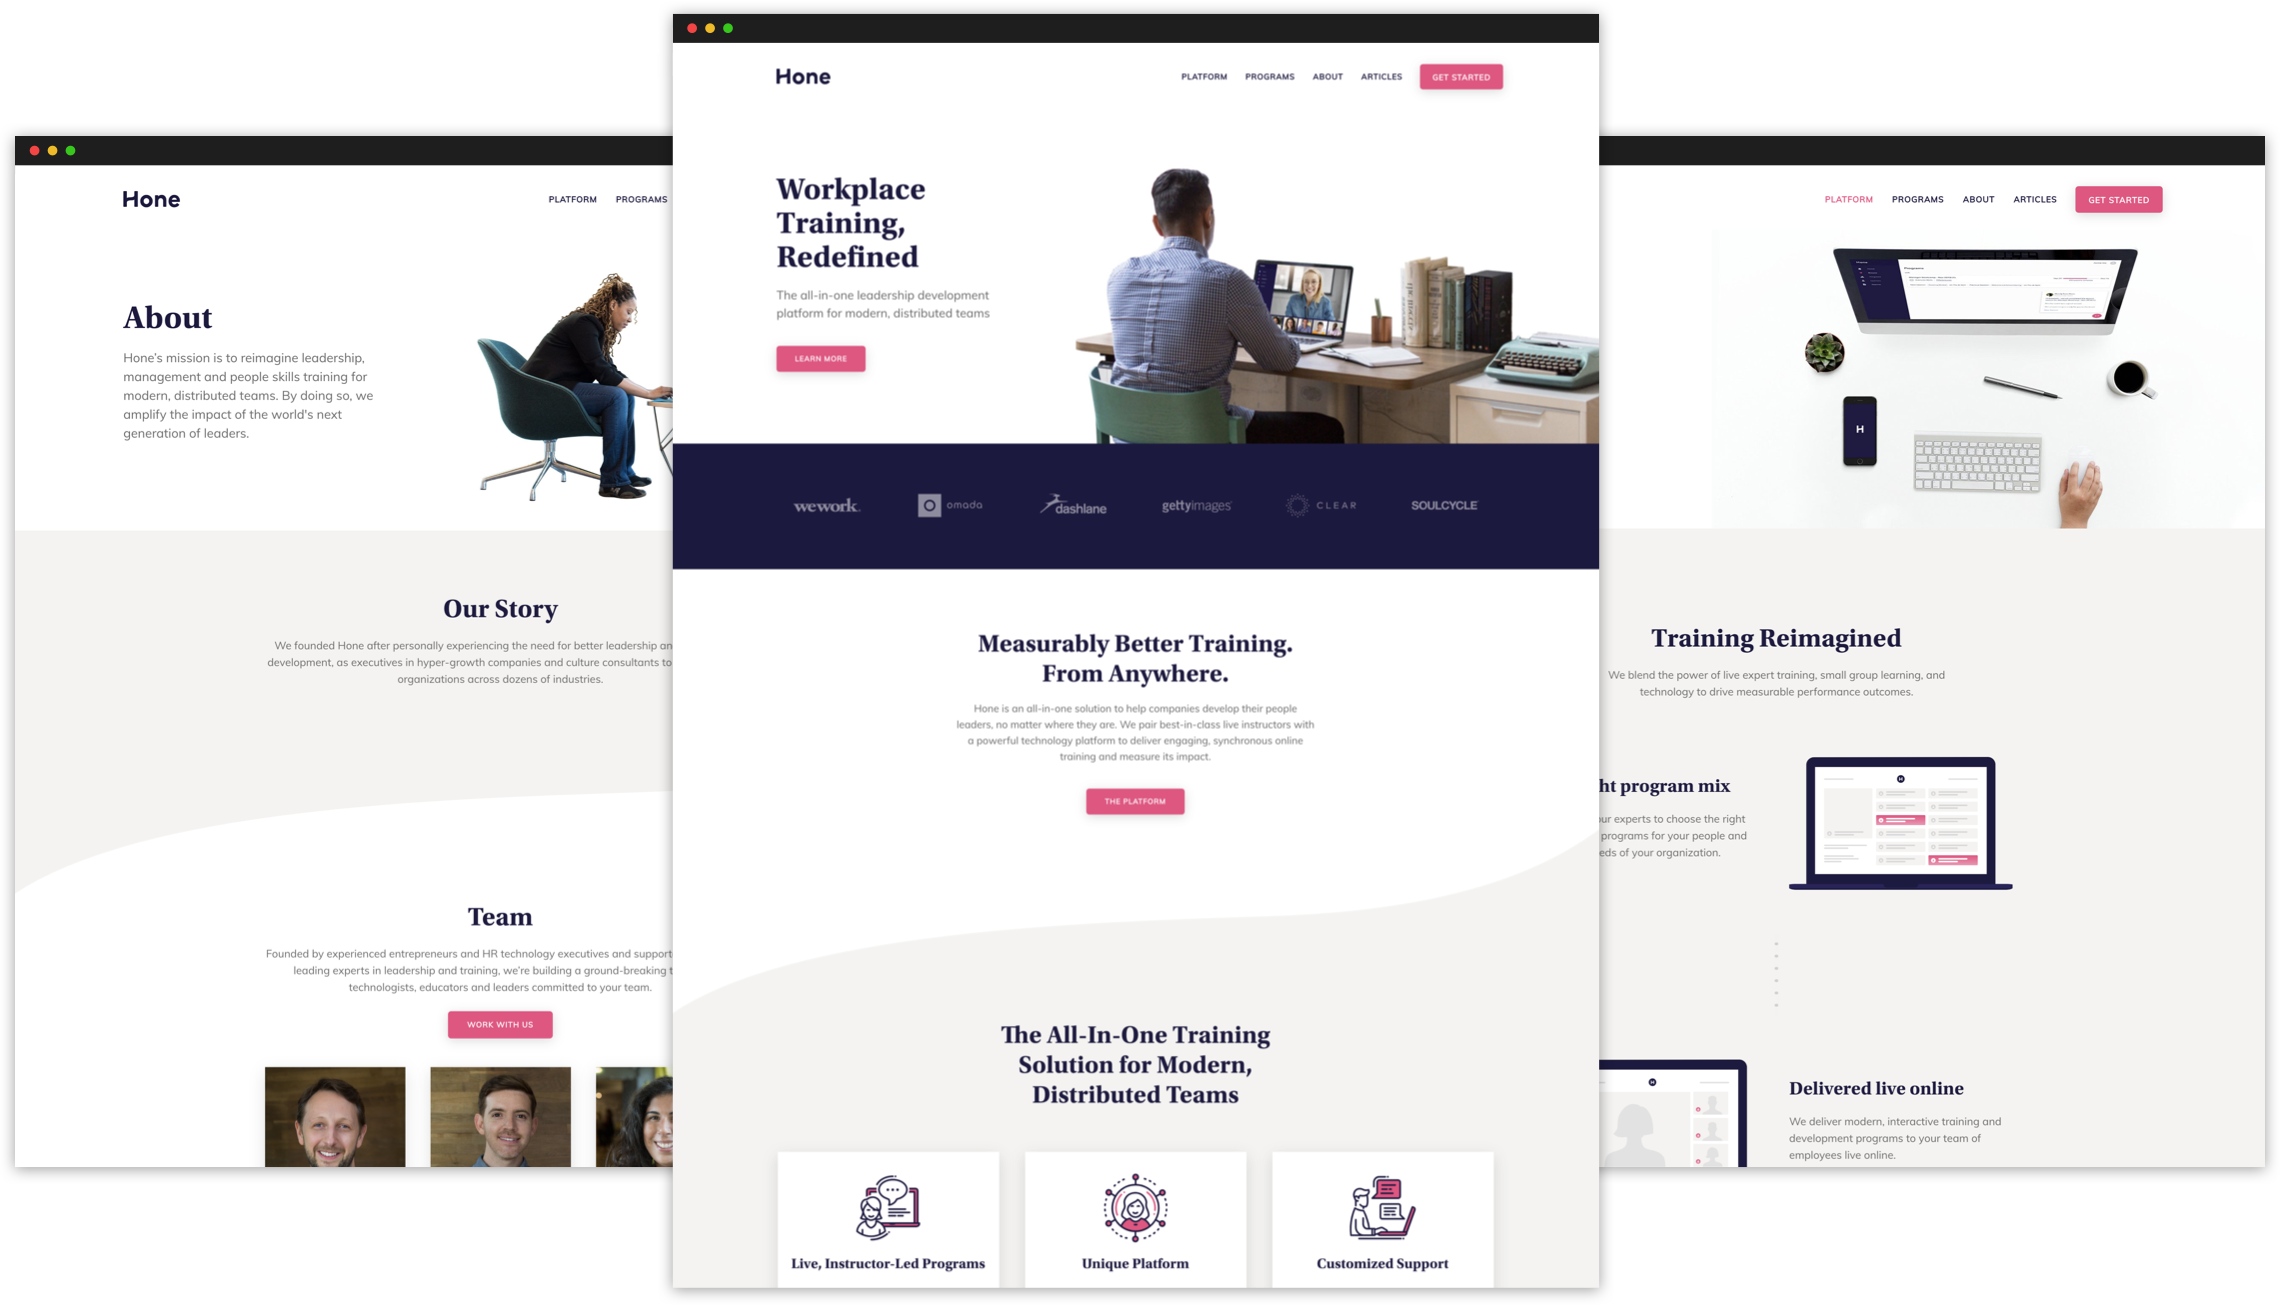 Hone
PLATFORM PROGRAMS
About
Hone's mission is to reimagine leadership,
management and people skills training for
modern, distributed teams. By doing so, we
amplify the impact of the world's next
generation of leaders.
Our Story
We founded Hone after personally experiencing the need for better leadership
development, as executives in hyper-growth companies and culture consultants to
organizations across dozens of industries.
Team
Founded by experienced entrepreneurs and HR technology executives and
leading experts in leadership and training, we're building a ground-breaking
technologists, educators and leaders committed to your team.
WORK WITH US
Hone
PLATFORM PROGRAMS ABOUT ARTICLES GET STARTED
Workplace
Training,
Redefined
The all-in-one leadership development
platform for modern, distributed teams
LEARN MORE
wework
omada
dashlane
gettyimages
CLEAR
SOULCYCLE
Measurably Better Training.
From Anywhere.
Hone is an all-in-one solution to help companies develop their people
leaders, no matter where they are. We pair best-in-class live instructors with
a powerful technology platform to deliver engaging, synchronous online
training and measure its impact.
THE PLATFORM
The All-In-One Training
Solution for Modern,
Distributed Teams
Live, Instructor-Led Programs
Unique Platform
Customized Support
PLATFORM PROGRAMS ABOUT ARTICLES GET STARTED
H
Training Reimagined
We blend the power of live expert training, small group learning, and
technology to drive measurable performance outcomes.
program mix
experts to choose the right
programs for your people and
of your organization.
Delivered live online
We deliver modern, interactive training and
development programs to your team of
employees live online.